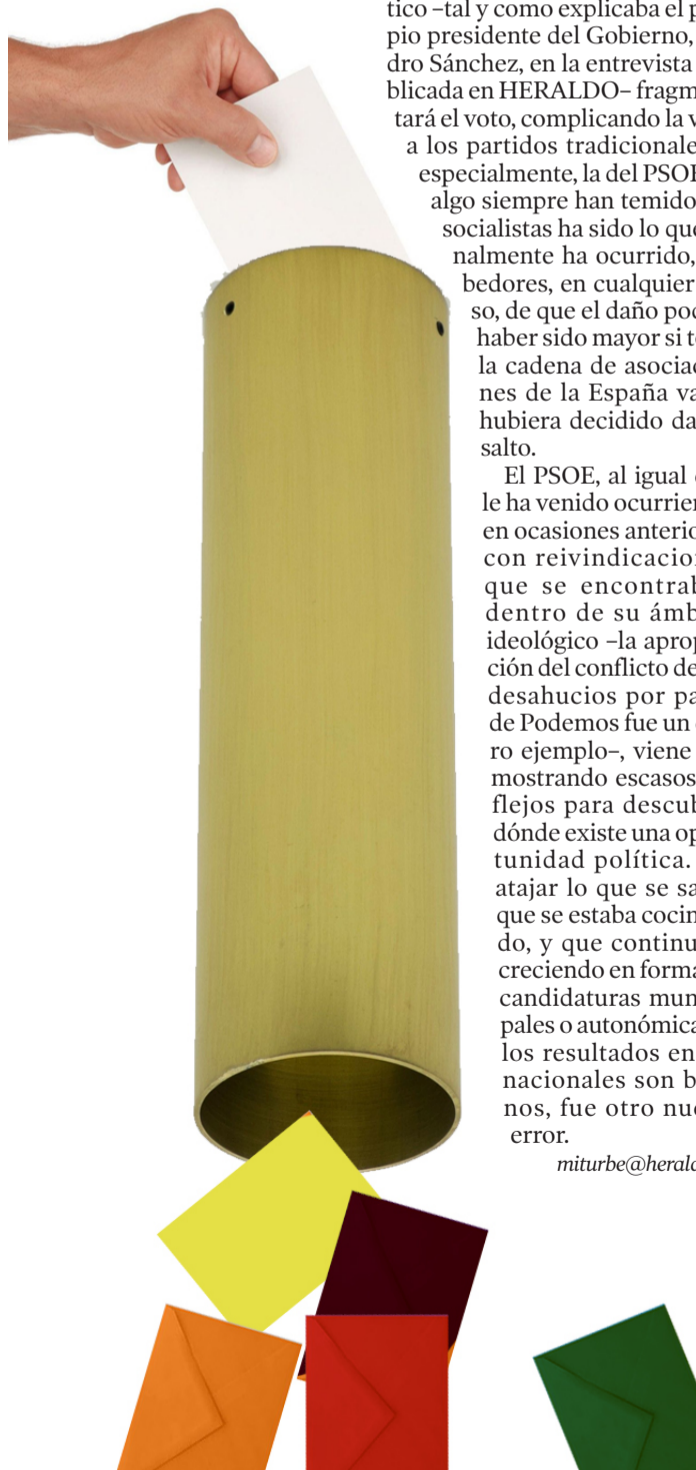 tico –tal y como explicaba el p
pio presidente del Gobierno,
dro Sánchez, en la entrevista
blicada en HERALDO– fragm
tará el voto, complicando la v
a los partidos tradicionale
especialmente, la del PSOE
algo siempre han temido
socialistas ha sido lo que
nalmente ha ocurrido,
bedores, en cualquier
so, de que el daño pod
haber sido mayor si to
la cadena de asociac
nes de la España va
hubiera decidido da
salto.
El PSOE, al igual
le ha venido ocurrier
en ocasiones anterio
con reivindicacion
que se encontrab
dentro de su ámb
ideológico –la aprop
ción del conflicto de
desahucios por pa
de Podemos fue un
ro ejemplo–, viene
mostrando escasos
flejos para descub
dónde existe una op
tunidad política.
atajar lo que se sa
que se estaba cocin
do, y que continu
creciendo en forma
candidaturas mun
pales o autonómica
los resultados en
nacionales son b
nos, fue otro nue
error.
miturbe@herald